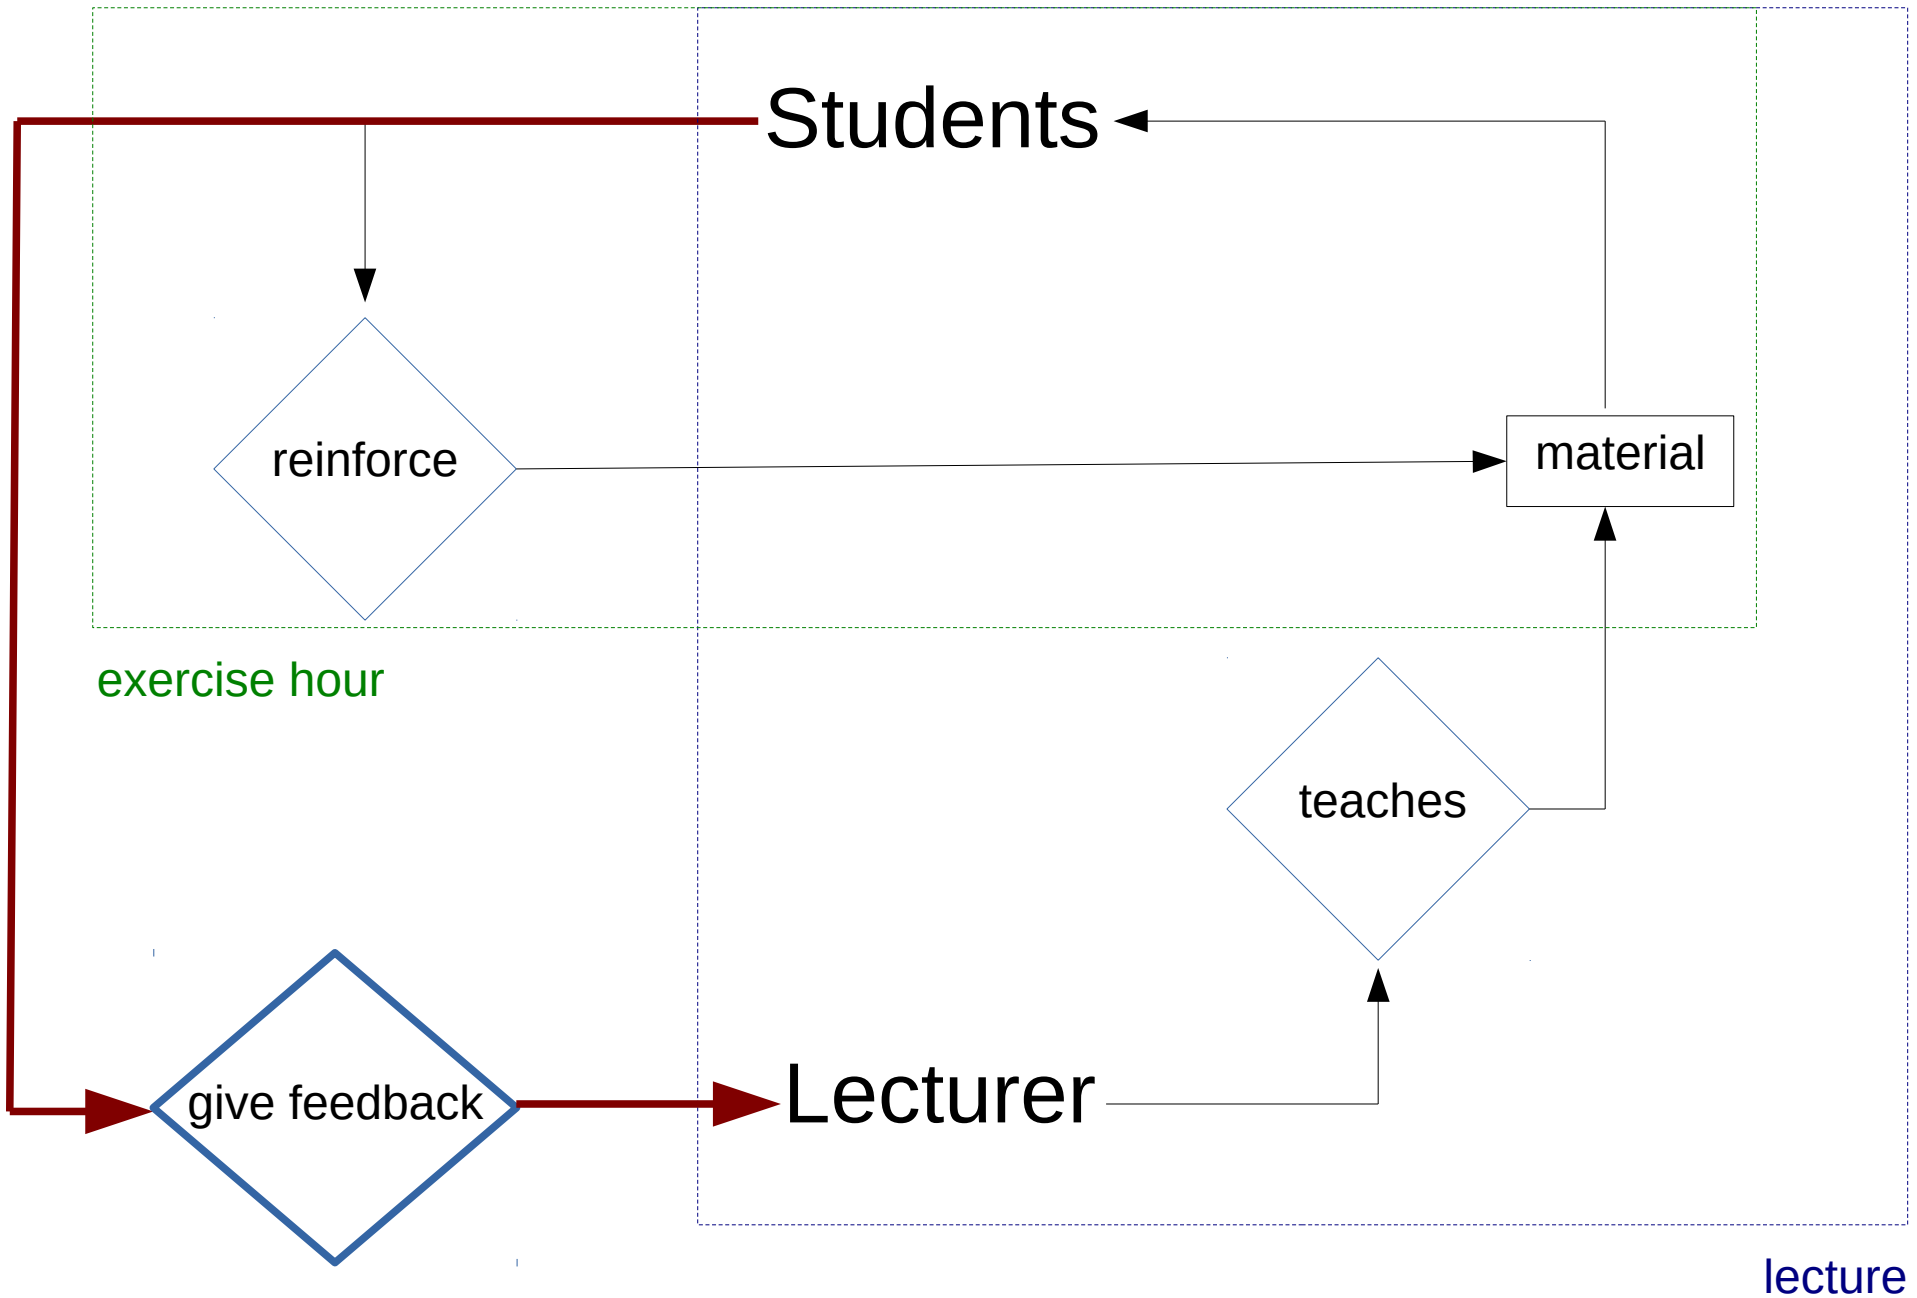 Students
reinforce
material
exercise hour
teaches
give feedback
Lecturer
lecture